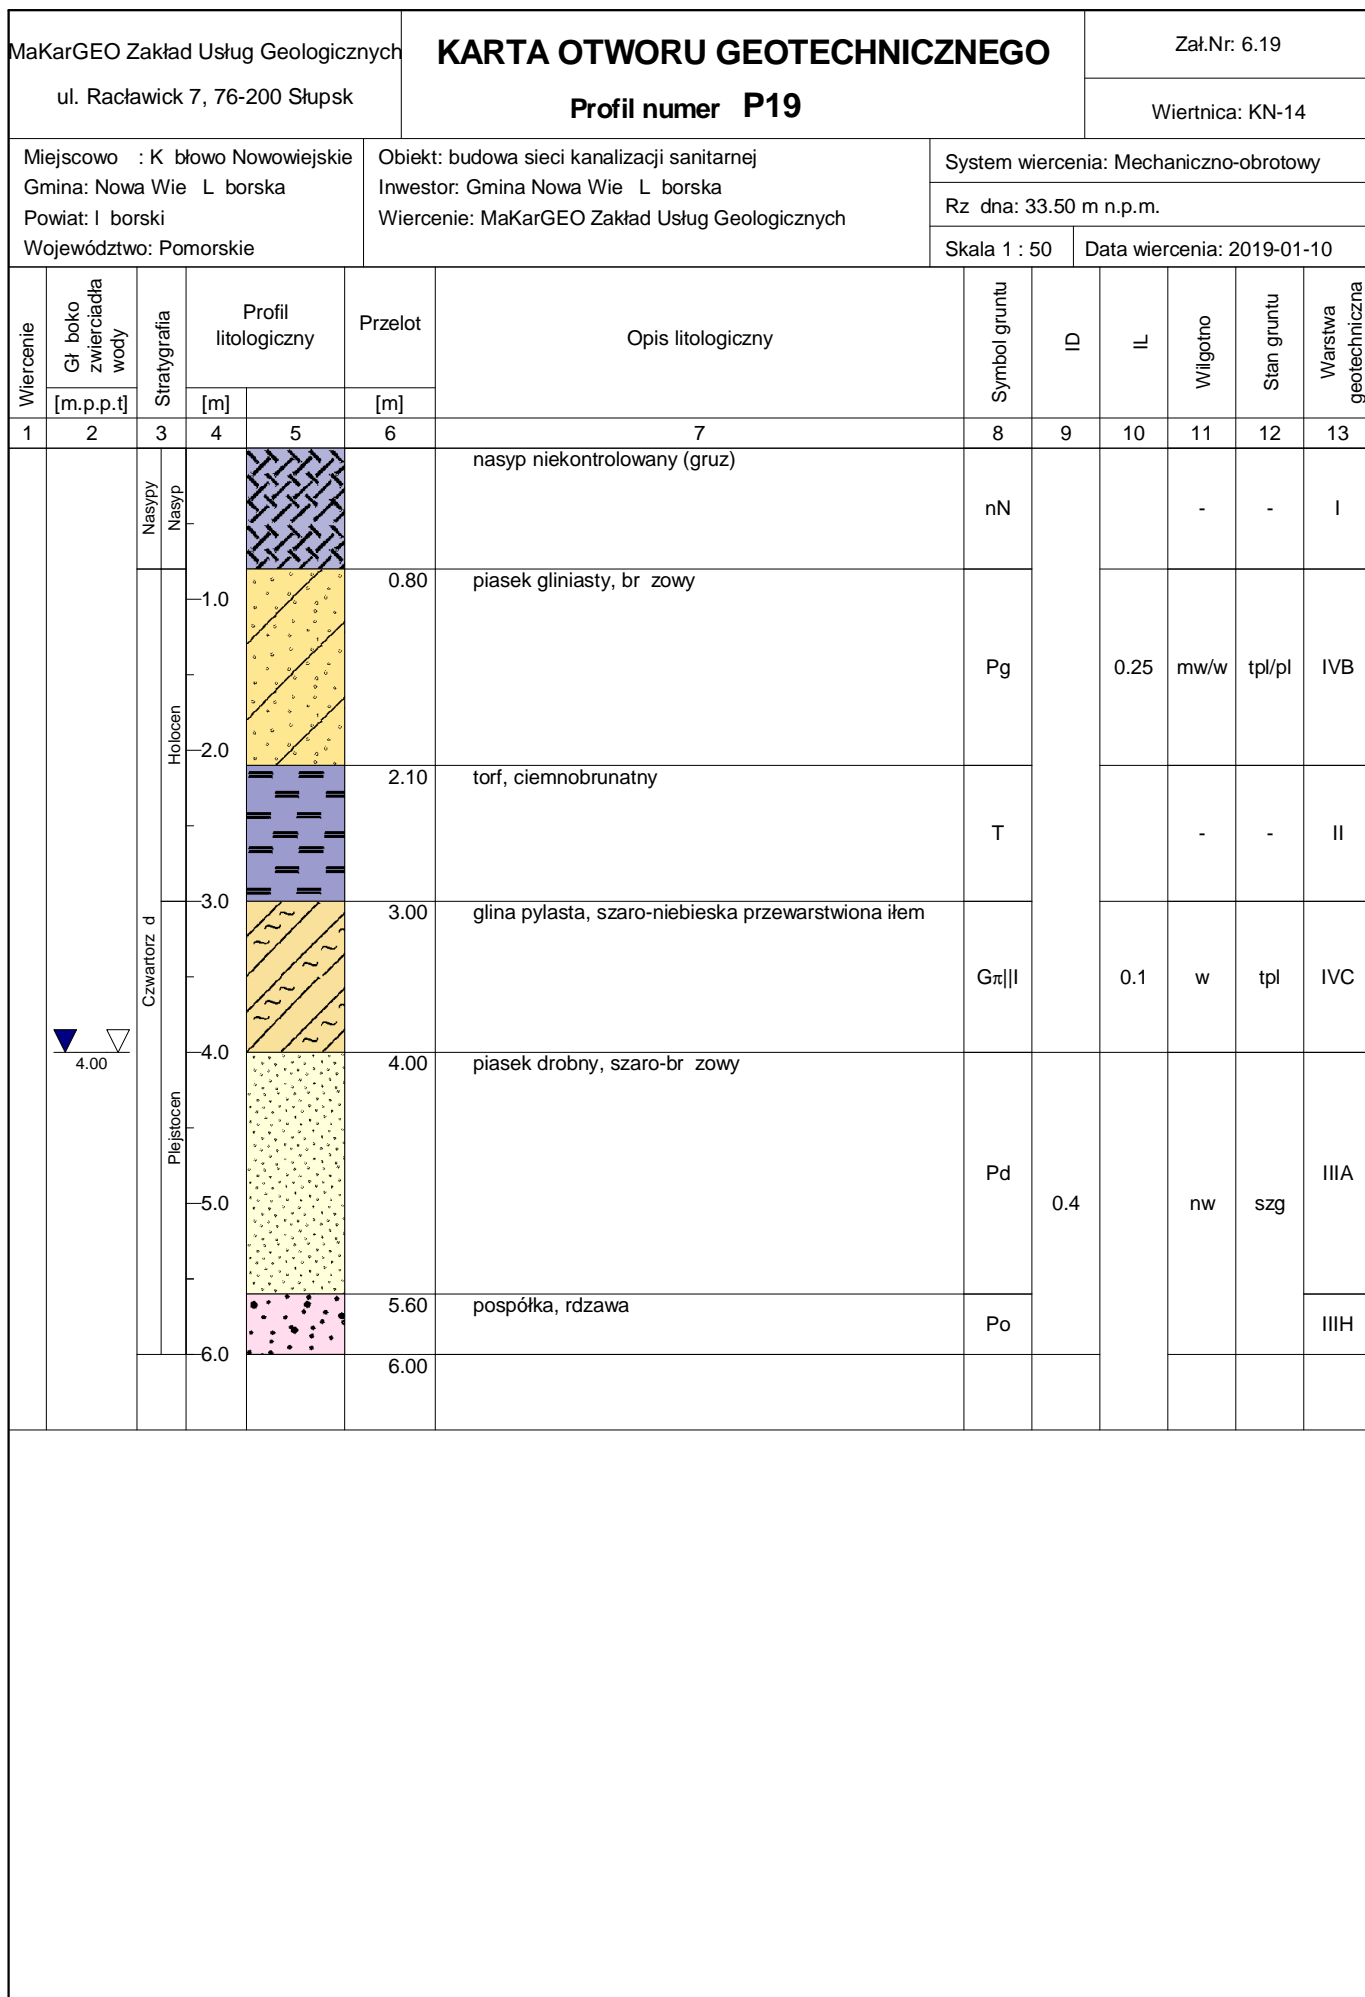 MaKarGEO Zakład Usług Geologicznych
ul. Racławick 7, 76-200 Słupsk
KARTA OTWORU GEOTECHNICZNEGO
Profil numer P19
Zał.Nr: 6.19
Wiertnica: KN-14
Miejscowo : K błowo Nowowiejskie
Gmina: Nowa Wie L borska
Powiat: l borski
Województwo: Pomorskie
Obiekt: budowa sieci kanalizacji sanitarnej
Inwestor: Gmina Nowa Wie L borska
Wiercenie: MaKarGEO Zakład Usług Geologicznych
System wiercenia: Mechaniczno-obrotowy
Rz dna: 33.50 m n.p.m.
Skala 1 : 50
Data wiercenia: 2019-01-10
Wiercenie
Gł boko
zwierciadła
wody
[m.p.p.t]
Stratygrafia
Profil
litologiczny
[m]
Przelot
[m]
Opis litologiczny
Symbol gruntu
ID
IL
Wilgotno
Stan gruntu
Warstwa
geotechniczna
1 2 3 4 5 6 7 8 9 10 11 12 13
Nasypy
Nasyp
nasyp niekontrolowany (gruz)
nN - - I
0.80 piasek gliniasty, br zowy
1.0
Pg 0.25 mw/w tpl/pl IVB
Holocen
2.0
2.10 torf, ciemnobrunatny
T - - II
3.0
3.00 glina pylasta, szaro-niebieska przewarstwiona iłem
Czwartorz d
Gπ||I 0.1 w tpl IVC
4.0
4.00
4.00 piasek drobny, szaro-br zowy
Plejstocen
Pd IIIA
5.0
0.4 nw szg
5.60 pospółka, rdzawa
Po IIIH
6.0
6.00